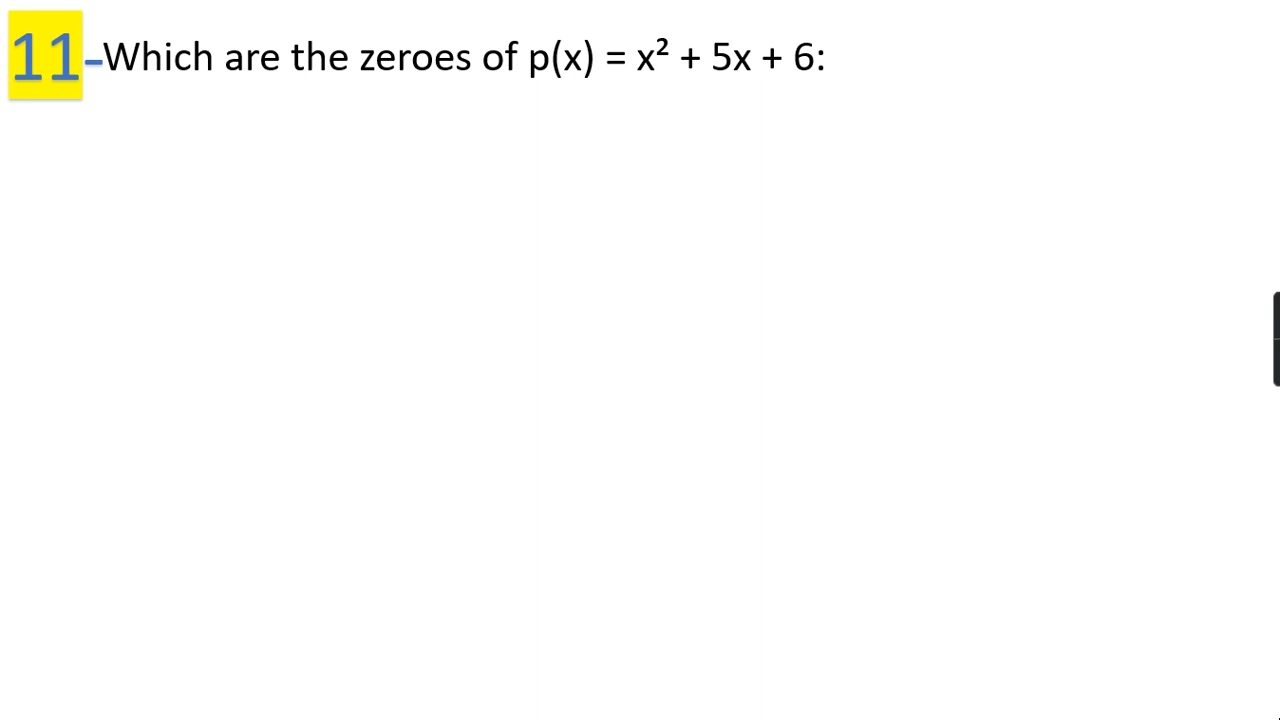 11-Which are the zeroes of p(x) = x² + 5x + 6: